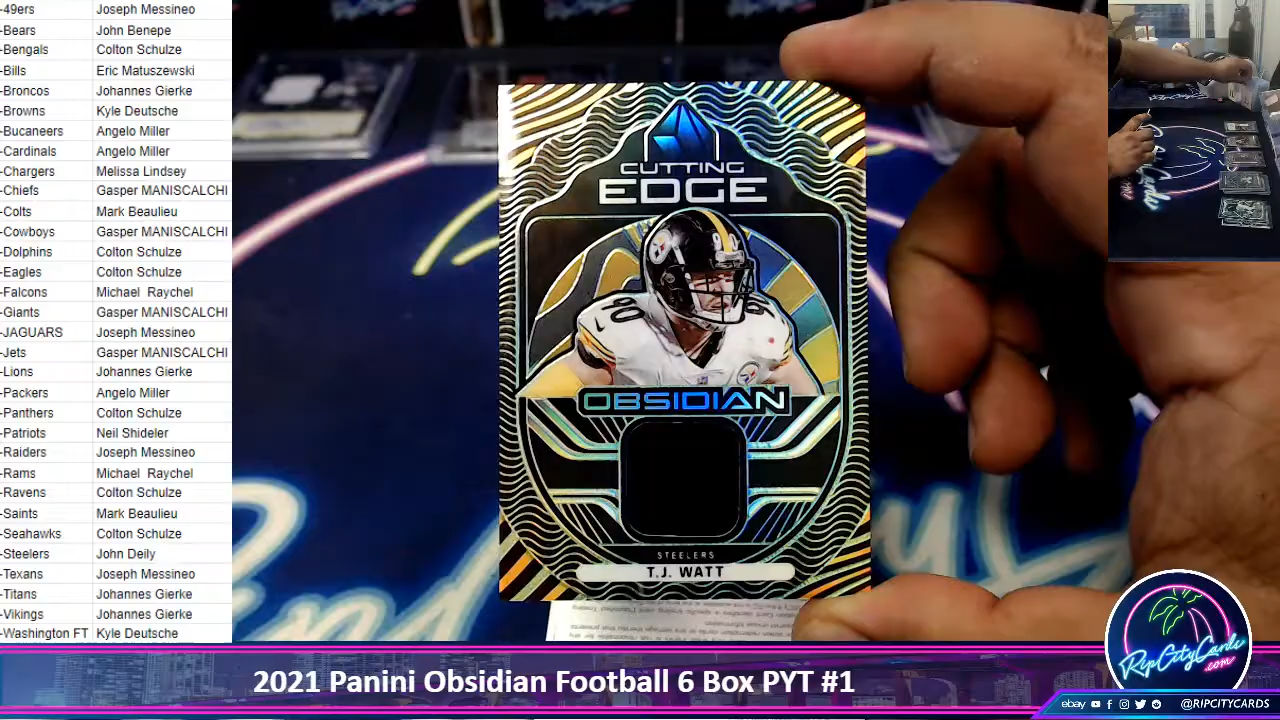 -49ers Joseph Messineo
-Bears John Benepe
-Bengals Colton Schulze
-Bills Eric Matuszewski
-Broncos Johannes Gierke
-Browns Kyle Deutsche
-Bucaneers Angelo Miller
-Cardinals Angelo Miller
-Chargers Melissa Lindsey
-Chiefs Gasper MANISCALCHI
-Colts Mark Beaulieu
-Cowboys Gasper MANISCALCHI
-Dolphins Colton Schulze
-Eagles Colton Schulze
-Falcons Michael Raychel
-Giants Gasper MANISCALCHI
-JAGUARS Joseph Messineo
-Jets Gasper MANISCALCHI
-Lions Johannes Gierke
-Packers Angelo Miller
-Panthers Colton Schulze
-Patriots Neil Shideler
-Raiders Joseph Messineo
-Rams Michael Raychel
-Ravens Colton Schulze
-Saints Mark Beaulieu
-Seahawks Colton Schulze
-Steelers John Deily
-Texans Joseph Messineo
-Titans Johannes Gierke
-Vikings Johannes Gierke
-Washington FT Kyle Deutsche
CUTTING
EDGE
90
90
OBSIDIAN
STEELERS
T.J. WATT
RipCityCards
.com
2021 Panini Obsidian Football 6 Box PYT #1
ebay @RIPCITYCARDS